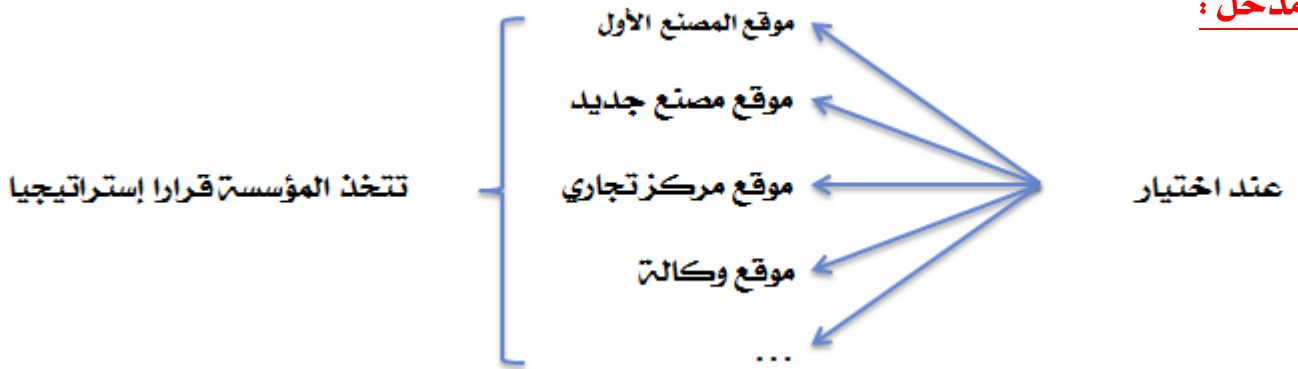 مدخل :
عند اختيار
موقع المصنع الأول
موقع مصنع جديد
موقع مركز تجاري
موقع وكالة
...
تتخذ المؤسسة قرارا إستراتيجيا